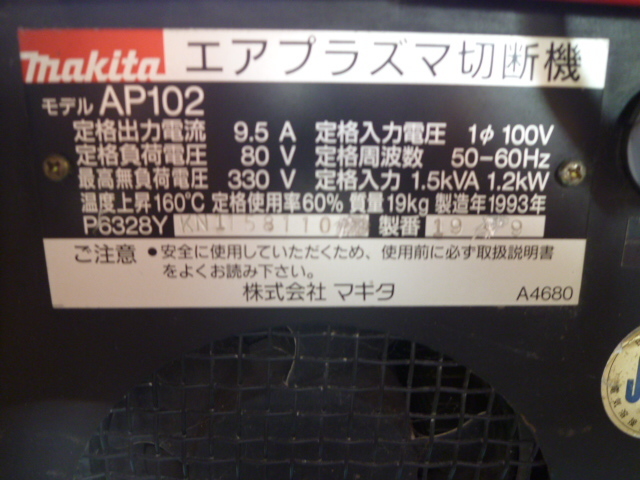 makita エアプラズマ切断機
モデル AP102
定格出力電流 9.5 A 定格入力電圧 1φ 100V
定格負荷電圧 80 V 定格周波数 50-60Hz
最高無負荷電圧 330 V 定格入力 1.5kVA 1.2kW
温度上昇160℃ 定格使用率60% 質量19kg 製造年1993年
P6328Y 製番
ご注意 •安全に使用していただくため、使用前に必ず取扱説明書
をよくお読み下さい。
株式会社 マキタ A4680